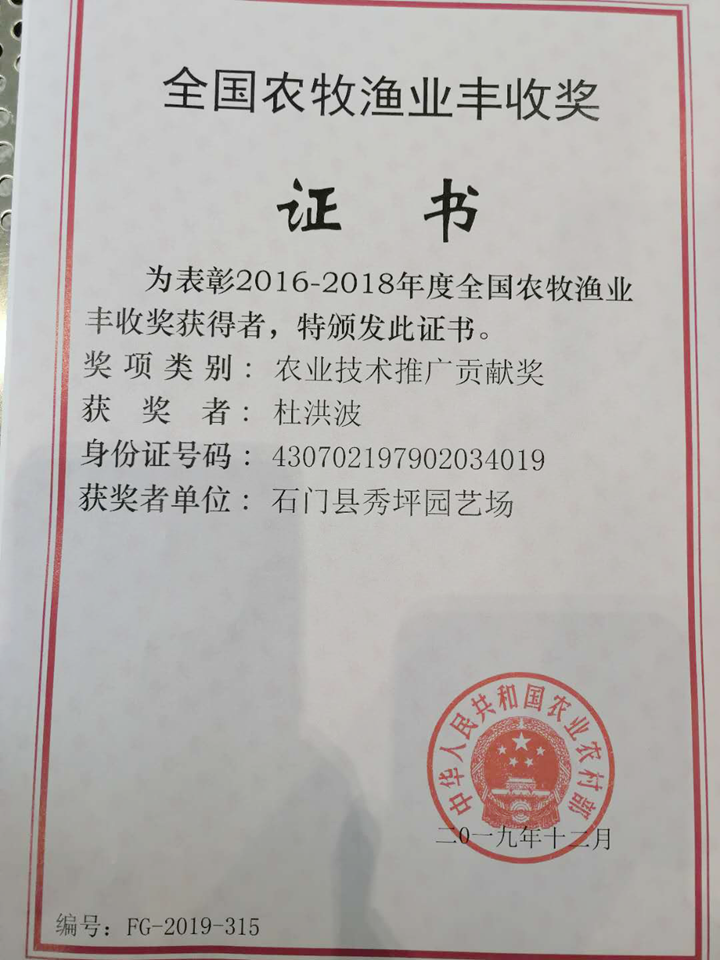 全国农牧渔业丰收奖
证 书
为表彰2016-2018年度全国农牧渔业
丰收奖获得者，特颁发此证书。
奖项类别：农业技术推广贡献奖
获 奖 者：杜洪波
身份证号码：430702197902034019
获奖者单位：石门县秀坪园艺场
中华人民共和国农业农村部
二0一九年十二月
编号：FG-2019-315